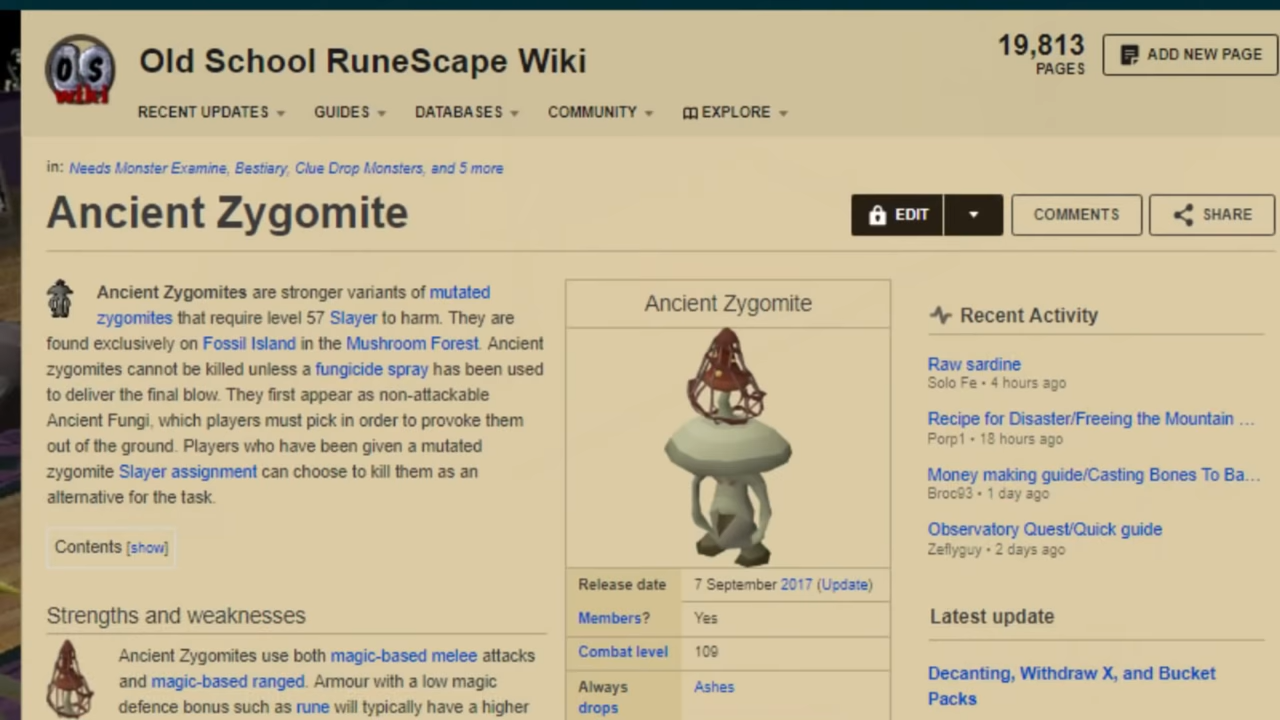 OS
wiki
Old School RuneScape Wiki
19,813
PAGES
ADD NEW PAGE
RECENT UPDATES
GUIDES
DATABASES
COMMUNITY
EXPLORE
in: Needs Monster Examine, Bestiary, Clue Drop Monsters, and 5 more
Ancient Zygomite
EDIT
COMMENTS
SHARE
Ancient Zygomites are stronger variants of mutated
zygomites that require level 57 Slayer to harm. They are
found exclusively on Fossil Island in the Mushroom Forest. Ancient
zygomites cannot be killed unless a fungicide spray has been used
to deliver the final blow. They first appear as non-attackable
Ancient Fungi, which players must pick in order to provoke them
out of the ground. Players who have been given a mutated
zygomite Slayer assignment can choose to kill them as an
alternative for the task.
Contents [show]
Strengths and weaknesses
Ancient Zygomites use both magic-based melee attacks
and magic-based ranged. Armour with a low magic
defence bonus such as rune will typically have a higher
Ancient Zygomite
Release date 7 September 2017 (Update)
Members? Yes
Combat level 109
Always Ashes
drops
Recent Activity
Raw sardine
Solo Fe • 4 hours ago
Recipe for Disaster/Freeing the Mountain ...
Porp1 • 18 hours ago
Money making guide/Casting Bones To Ba...
Broc93 • 1 day ago
Observatory Quest/Quick guide
Zeflyguy • 2 days ago
Latest update
Decanting, Withdraw X, and Bucket
Packs